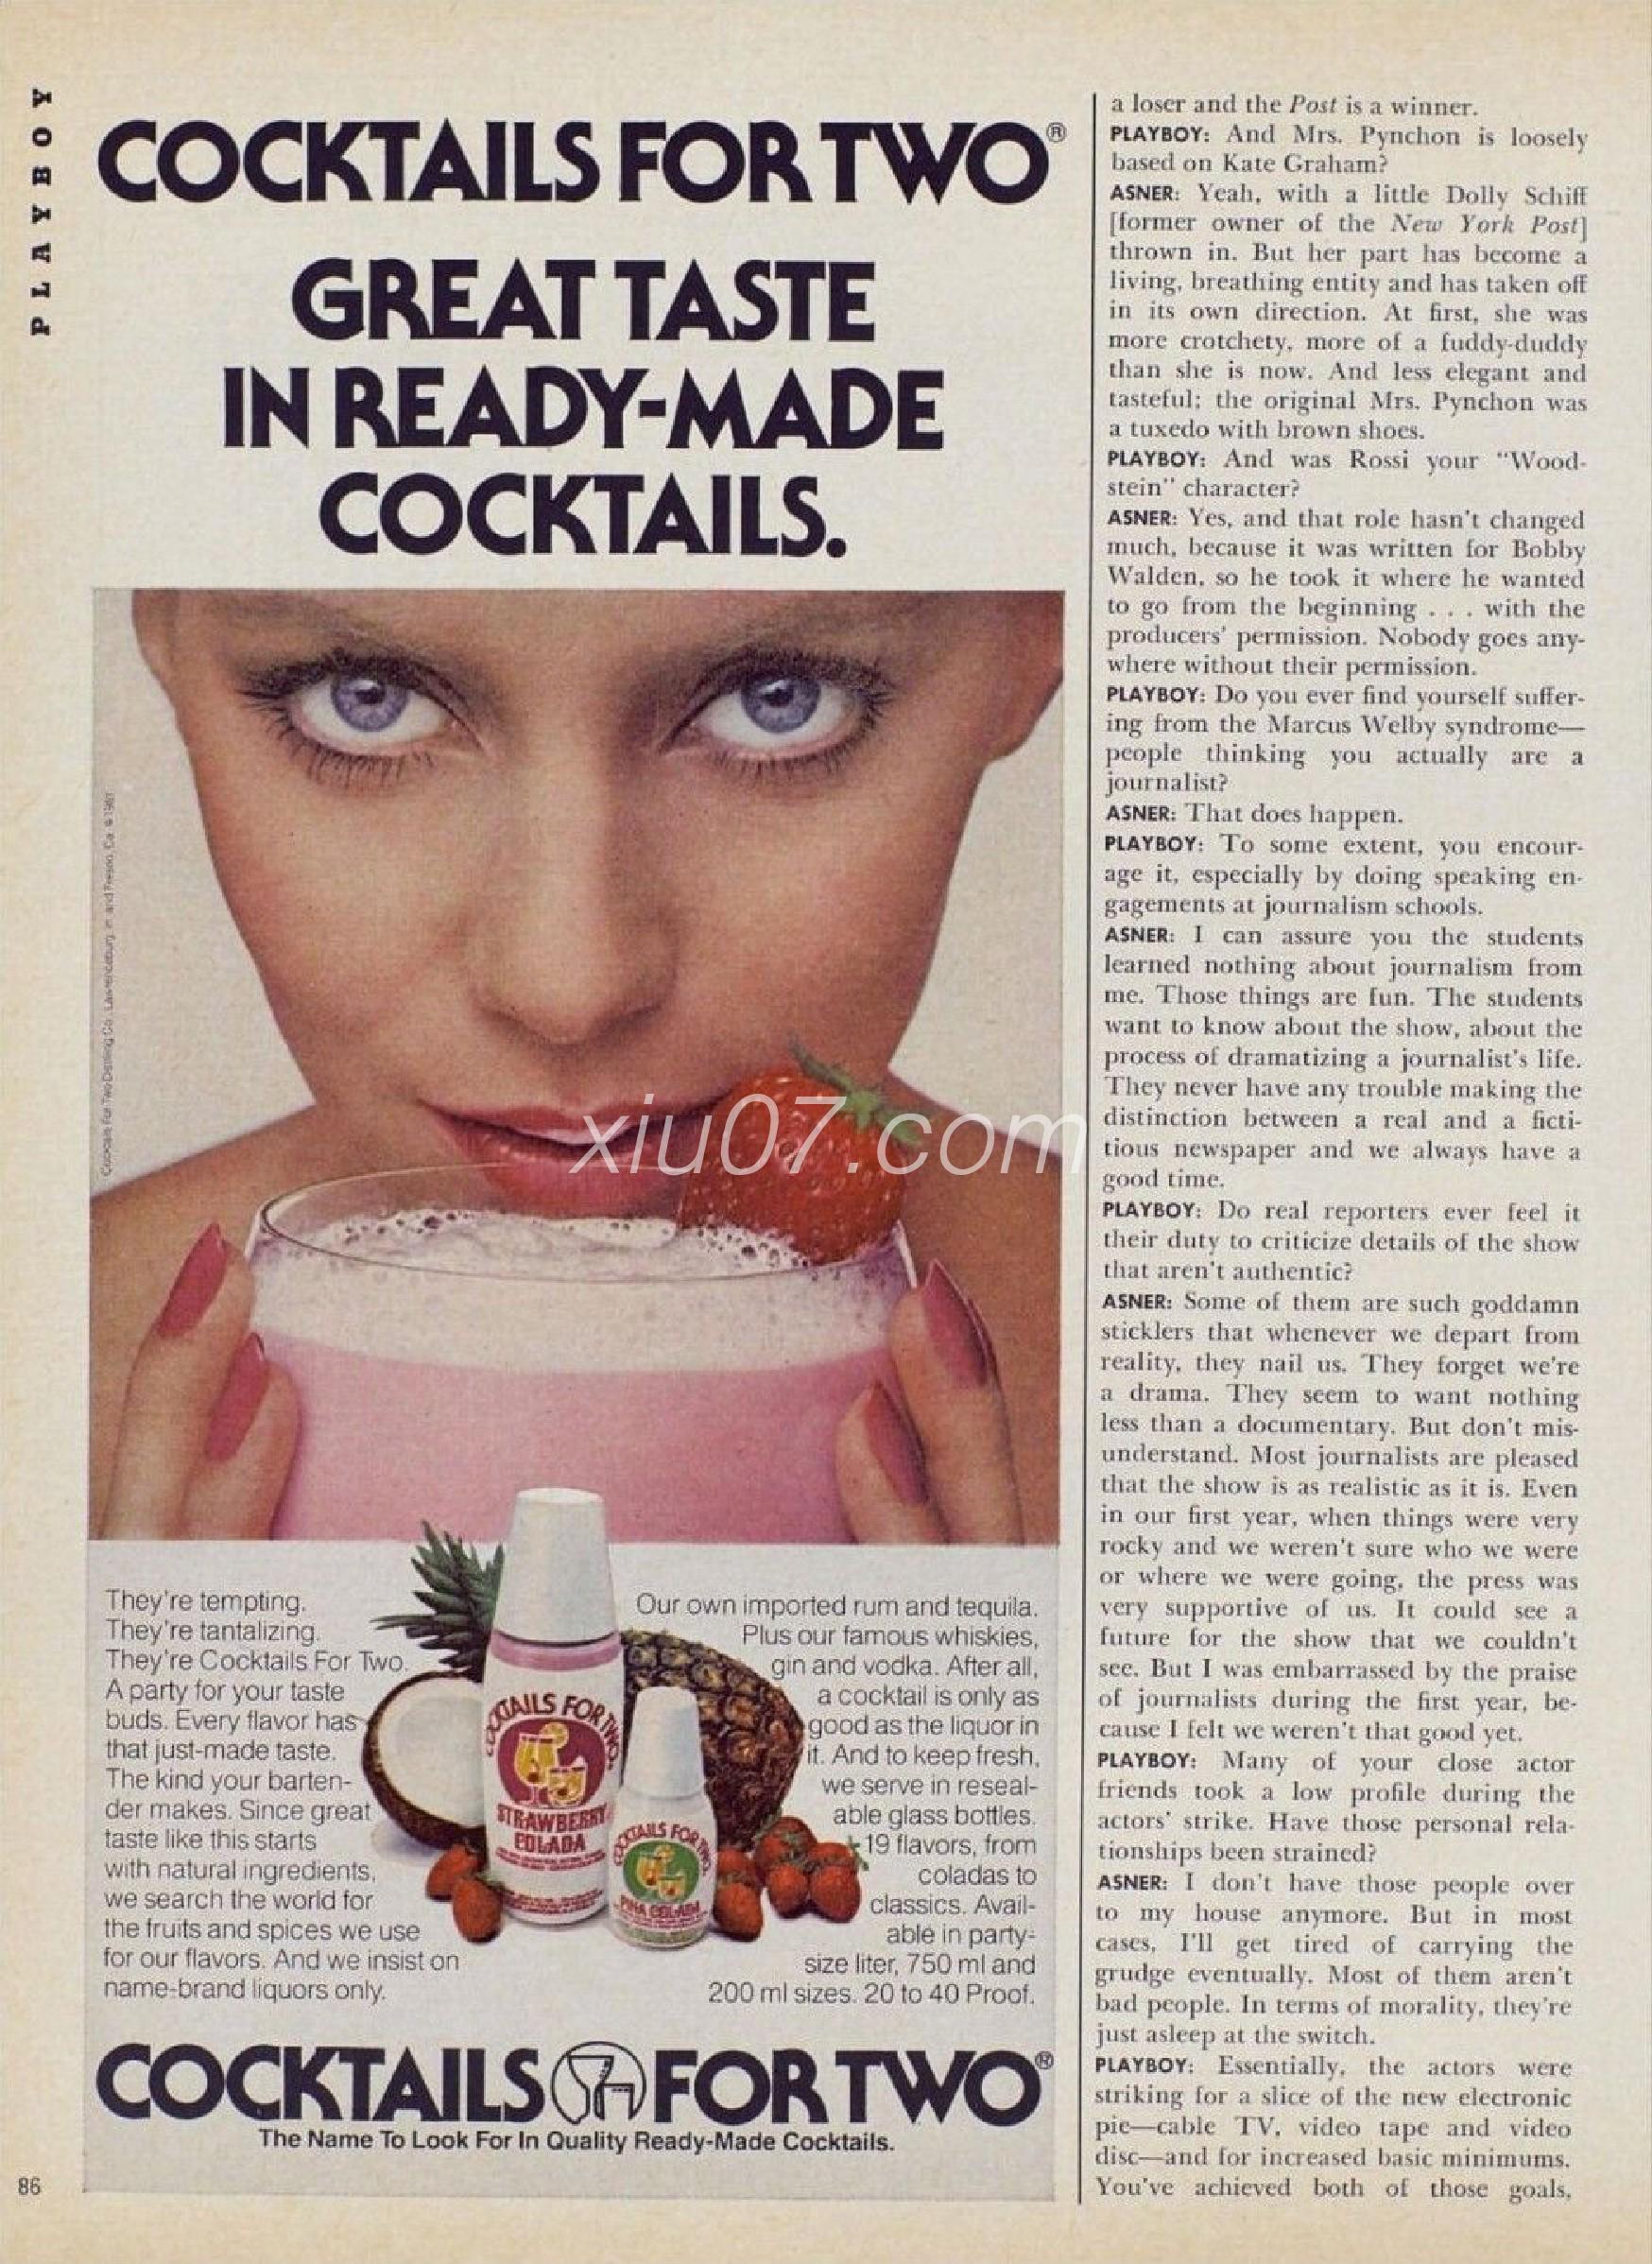 PLAYBOY
COCKTAILS FOR TWO®
GREAT TASTE
IN READY-MADE
COCKTAILS.
Cocktails For Two Distilling Co., Lawrenceburg, In. and Fresno, Ca. © 1981
xiu07.com
They're tempting.
They're tantalizing.
They're Cocktails For Two.
A party for your taste
buds. Every flavor has
that just-made taste.
The kind your barten-
der makes. Since great
taste like this starts
with natural ingredients,
we search the world for
the fruits and spices we use
for our flavors. And we insist on
name-brand liquors only.
COCKTAILS FOR TWO
STRAWBERRY
COLADA
COCKTAILS FOR TWO
PINA COLADA
Our own imported rum and tequila.
Plus our famous whiskies,
gin and vodka. After all,
a cocktail is only as
good as the liquor in
it. And to keep fresh,
we serve in reseal-
able glass bottles.
19 flavors, from
coladas to
classics. Avail-
able in party-
size liter, 750 ml and
200 ml sizes. 20 to 40 Proof.
COCKTAILS FOR TWO®
The Name To Look For In Quality Ready-Made Cocktails.
86
a loser and the Post is a winner.
PLAYBOY: And Mrs. Pynchon is loosely
based on Kate Graham?
ASNER: Yeah, with a little Dolly Schiff
[former owner of the New York Post]
thrown in. But her part has become a
living, breathing entity and has taken off
in its own direction. At first, she was
more crotchety, more of a fuddy-duddy
than she is now. And less elegant and
tasteful; the original Mrs. Pynchon was
a tuxedo with brown shoes.
PLAYBOY: And was Rossi your "Wood-
stein" character?
ASNER: Yes, and that role hasn't changed
much, because it was written for Bobby
Walden, so he took it where he wanted
to go from the beginning . . . with the
producers' permission. Nobody goes any-
where without their permission.
PLAYBOY: Do you ever find yourself suffer-
ing from the Marcus Welby syndrome—
people thinking you actually are a
journalist?
ASNER: That does happen.
PLAYBOY: To some extent, you encour-
age it, especially by doing speaking en-
gagements at journalism schools.
ASNER: I can assure you the students
learned nothing about journalism from
me. Those things are fun. The students
want to know about the show, about the
process of dramatizing a journalist's life.
They never have any trouble making the
distinction between a real and a ficti-
tious newspaper and we always have a
good time.
PLAYBOY: Do real reporters ever feel it
their duty to criticize details of the show
that aren't authentic?
ASNER: Some of them are such goddamn
sticklers that whenever we depart from
reality, they nail us. They forget we're
a drama. They seem to want nothing
less than a documentary. But don't mis-
understand. Most journalists are pleased
that the show is as realistic as it is. Even
in our first year, when things were very
rocky and we weren't sure who we were
or where we were going, the press was
very supportive of us. It could see a
future for the show that we couldn't
see. But I was embarrassed by the praise
of journalists during the first year, be-
cause I felt we weren't that good yet.
PLAYBOY: Many of your close actor
friends took a low profile during the
actors' strike. Have those personal rela-
tionships been strained?
ASNER: I don't have those people over
to my house anymore. But in most
cases, I'll get tired of carrying the
grudge eventually. Most of them aren't
bad people. In terms of morality, they're
just asleep at the switch.
PLAYBOY: Essentially, the actors were
striking for a slice of the new electronic
pie—cable TV, video tape and video
disc—and for increased basic minimums.
You've achieved both of those goals,